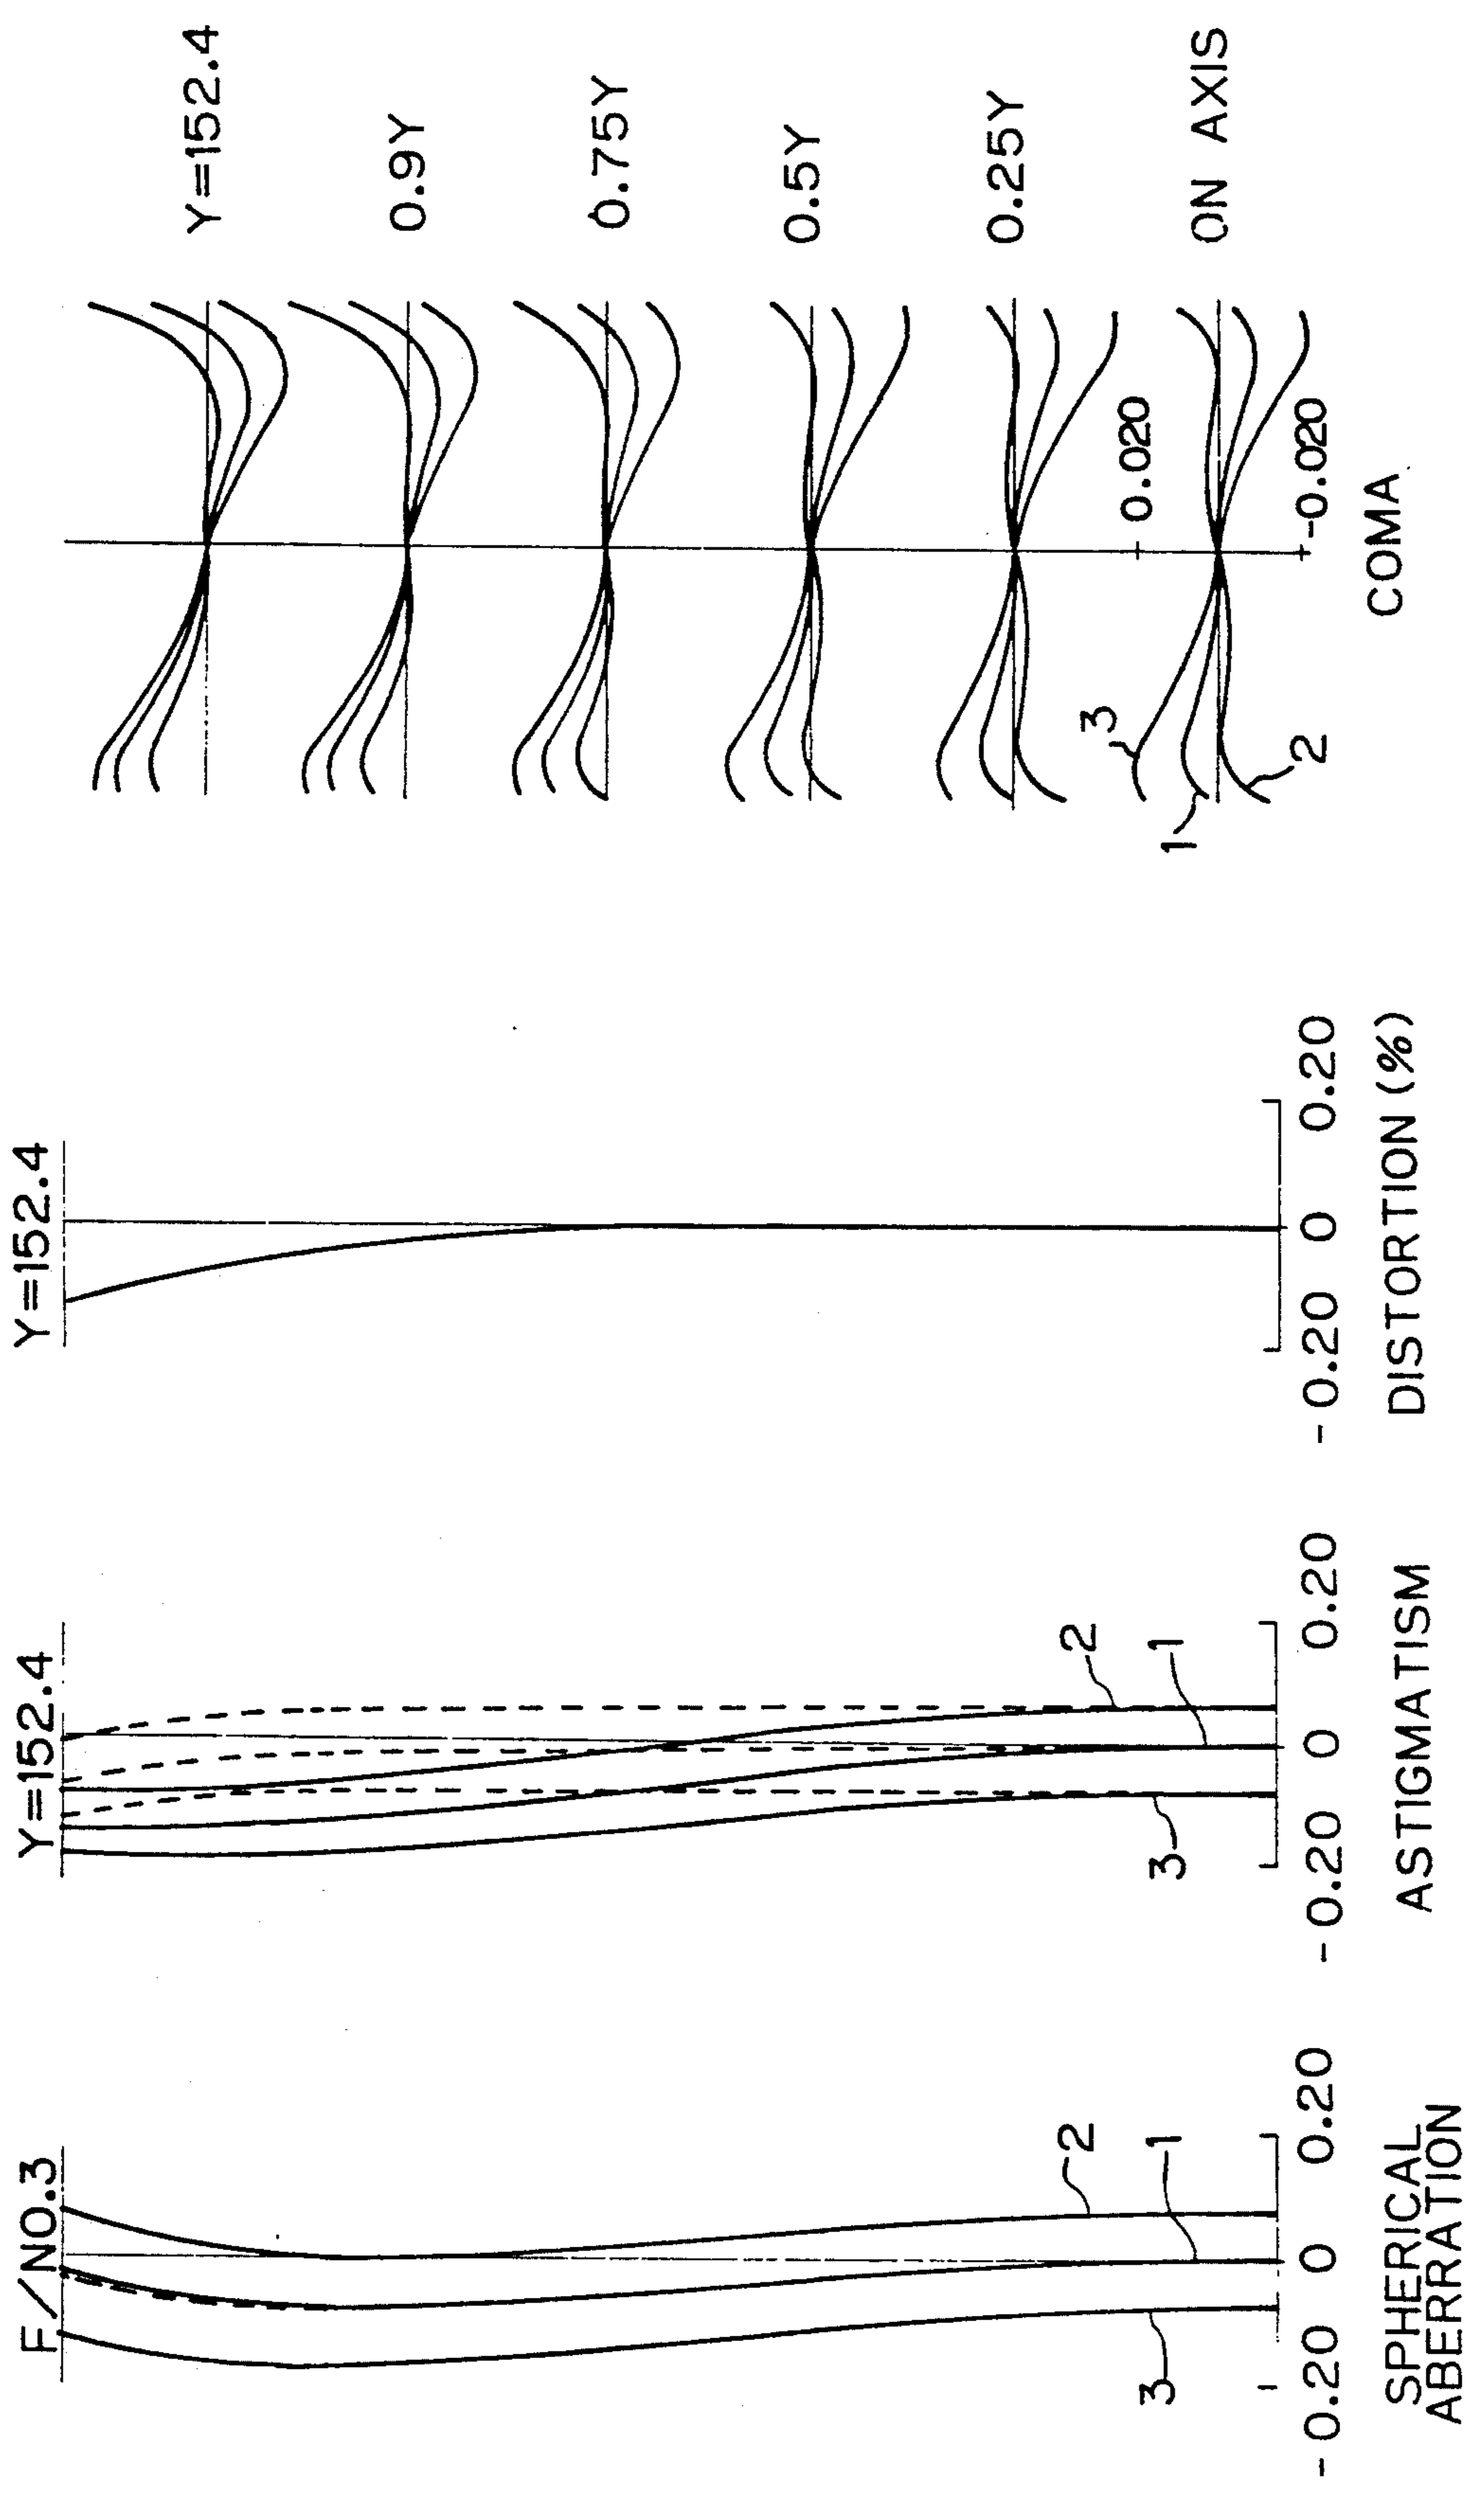 F/NO.3
2
1
3
-0.20 0 0.20
SPHERICAL
ABERRATION
Y=152.4
2
1
3
-0.20 0 0.20
ASTIGMATISM
Y=152.4
-0.20 0 0.20
DISTORTION (%)
Y=152.4
0.9Y
0.75Y
0.5Y
0.25Y
0.020
ON AXIS
3
1
2
-0.020
COMA